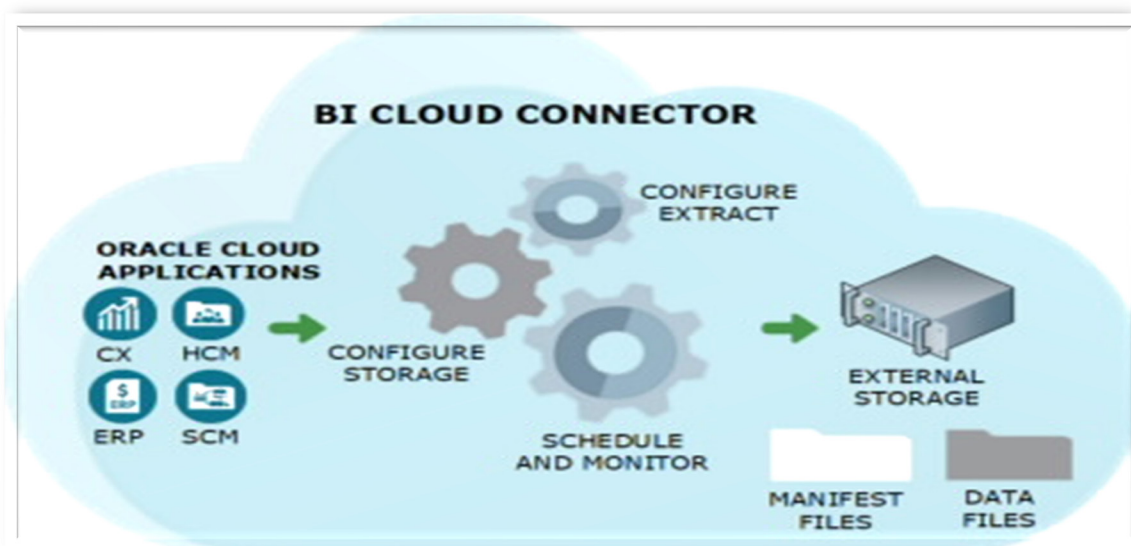 BI CLOUD CONNECTOR
CONFIGURE
EXTRACT
ORACLE CLOUD
APPLICATIONS
CX
HCM
ERP
SCM
$
ERP
CONFIGURE
STORAGE
SCHEDULE
AND MONITOR
EXTERNAL
STORAGE
MANIFEST
FILES
DATA
FILES